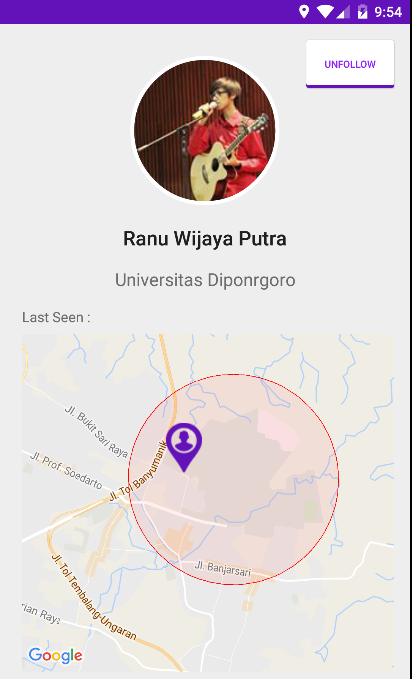 9:54
UNFOLLOW
Ranu Wijaya Putra
Universitas Diponrgoro
Last Seen :
Jl. Bukit Sari Raya
Jl. Prof. Soedarto
Jl. Tol Banyumanik
Jl. Banjarsari
Jl. Tol Tembalang-Ungaran
rian Raya
Google